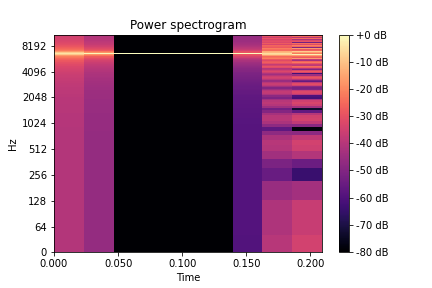 Power spectrogram
8192
4096
2048
1024
512
256
128
64
0
Hz
0.000 0.050 0.100 0.150 0.200
Time
+0 dB
-10 dB
-20 dB
-30 dB
-40 dB
-50 dB
-60 dB
-70 dB
-80 dB